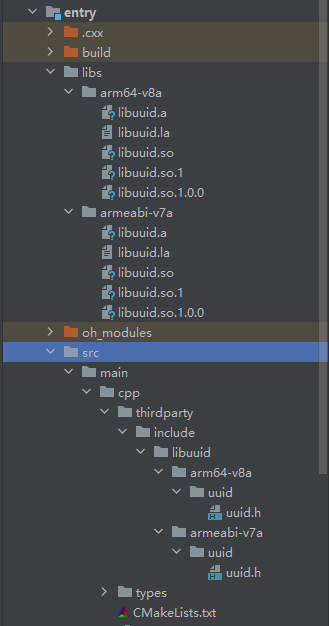 entry
.cxx
build
libs
arm64-v8a
libuuid.a
libuuid.la
libuuid.so
libuuid.so.1
libuuid.so.1.0.0
armeabi-v7a
libuuid.a
libuuid.la
libuuid.so
libuuid.so.1
libuuid.so.1.0.0
oh_modules
src
main
cpp
thirdparty
include
libuuid
arm64-v8a
uuid
uuid.h
armeabi-v7a
uuid
uuid.h
types
CMakeLists.txt